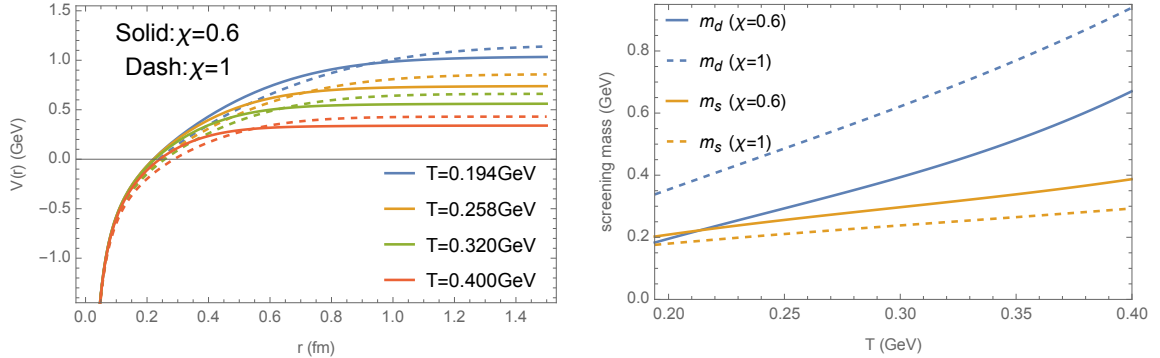 Solid:χ=0.6
Dash:χ=1
V(r) (GeV)
1.5
1.0
0.5
0.0
-0.5
-1.0
T=0.194GeV
T=0.258GeV
T=0.320GeV
T=0.400GeV
0.0 0.2 0.4 0.6 0.8 1.0 1.2 1.4
r (fm)
screening mass (GeV)
0.8
0.6
0.4
0.2
0.0
m_d (χ=0.6)
m_d (χ=1)
m_s (χ=0.6)
m_s (χ=1)
0.20 0.25 0.30 0.35 0.40
T (GeV)